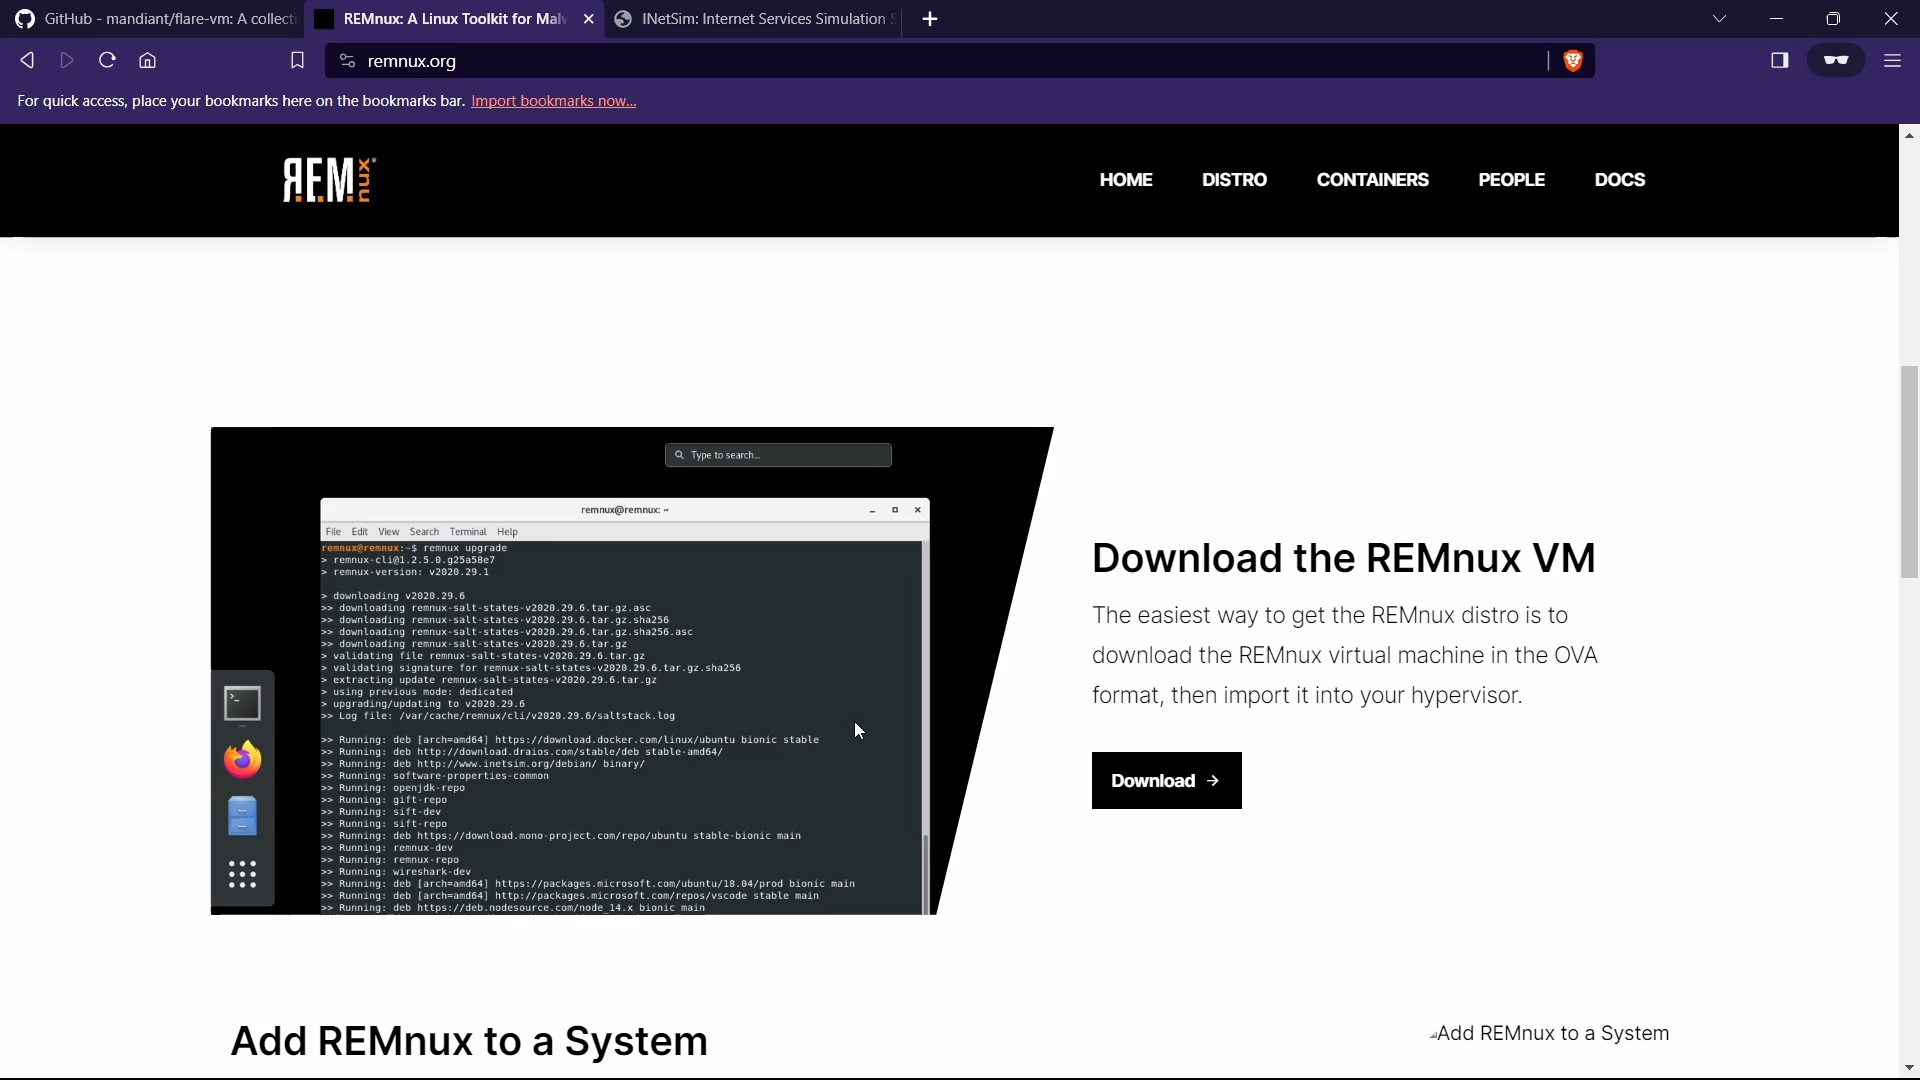 GitHub - mandiant/flare-vm: A collecti
REMnux: A Linux Toolkit for Mal
INetSim: Internet Services Simulation S
remnux.org
For quick access, place your bookmarks here on the bookmarks bar. Import bookmarks now...
REMnux
HOME DISTRO CONTAINERS PEOPLE DOCS
Type to search...
remnux@remnux: ~
File Edit View Search Terminal Help
remnux@remnux:~$ remnux upgrade
> remnux-cli@1.2.5.0.g25a58e7
> remnux-version: v2020.29.1
> downloading v2020.29.6
>> downloading remnux-salt-states-v2020.29.6.tar.gz.asc
>> downloading remnux-salt-states-v2020.29.6.tar.gz.sha256
>> downloading remnux-salt-states-v2020.29.6.tar.gz.sha256.asc
>> downloading remnux-salt-states-v2020.29.6.tar.gz
> validating file remnux-salt-states-v2020.29.6.tar.gz
> validating signature for remnux-salt-states-v2020.29.6.tar.gz.sha256
> extracting update remnux-salt-states-v2020.29.6.tar.gz
> using previous mode: dedicated
> upgrading/updating to v2020.29.6
>> Log file: /var/cache/remnux/cli/v2020.29.6/saltstack.log
>> Running: deb [arch=amd64] https://download.docker.com/linux/ubuntu bionic stable
>> Running: deb http://download.draios.com/stable/deb stable-amd64/
>> Running: deb http://www.inetsim.org/debian/ binary/
>> Running: software-properties-common
>> Running: openjdk-repo
>> Running: gift-repo
>> Running: sift-dev
>> Running: sift-repo
>> Running: deb https://download.mono-project.com/repo/ubuntu stable-bionic main
>> Running: remnux-dev
>> Running: remnux-repo
>> Running: wireshark-dev
>> Running: deb [arch=amd64] https://packages.microsoft.com/ubuntu/18.04/prod bionic main
>> Running: deb [arch=amd64] http://packages.microsoft.com/repos/vscode stable main
>> Running: deb https://deb.nodesource.com/node_14.x bionic main
Download the REMnux VM
The easiest way to get the REMnux distro is to
download the REMnux virtual machine in the OVA
format, then import it into your hypervisor.
Download →
Add REMnux to a System
Add REMnux to a System